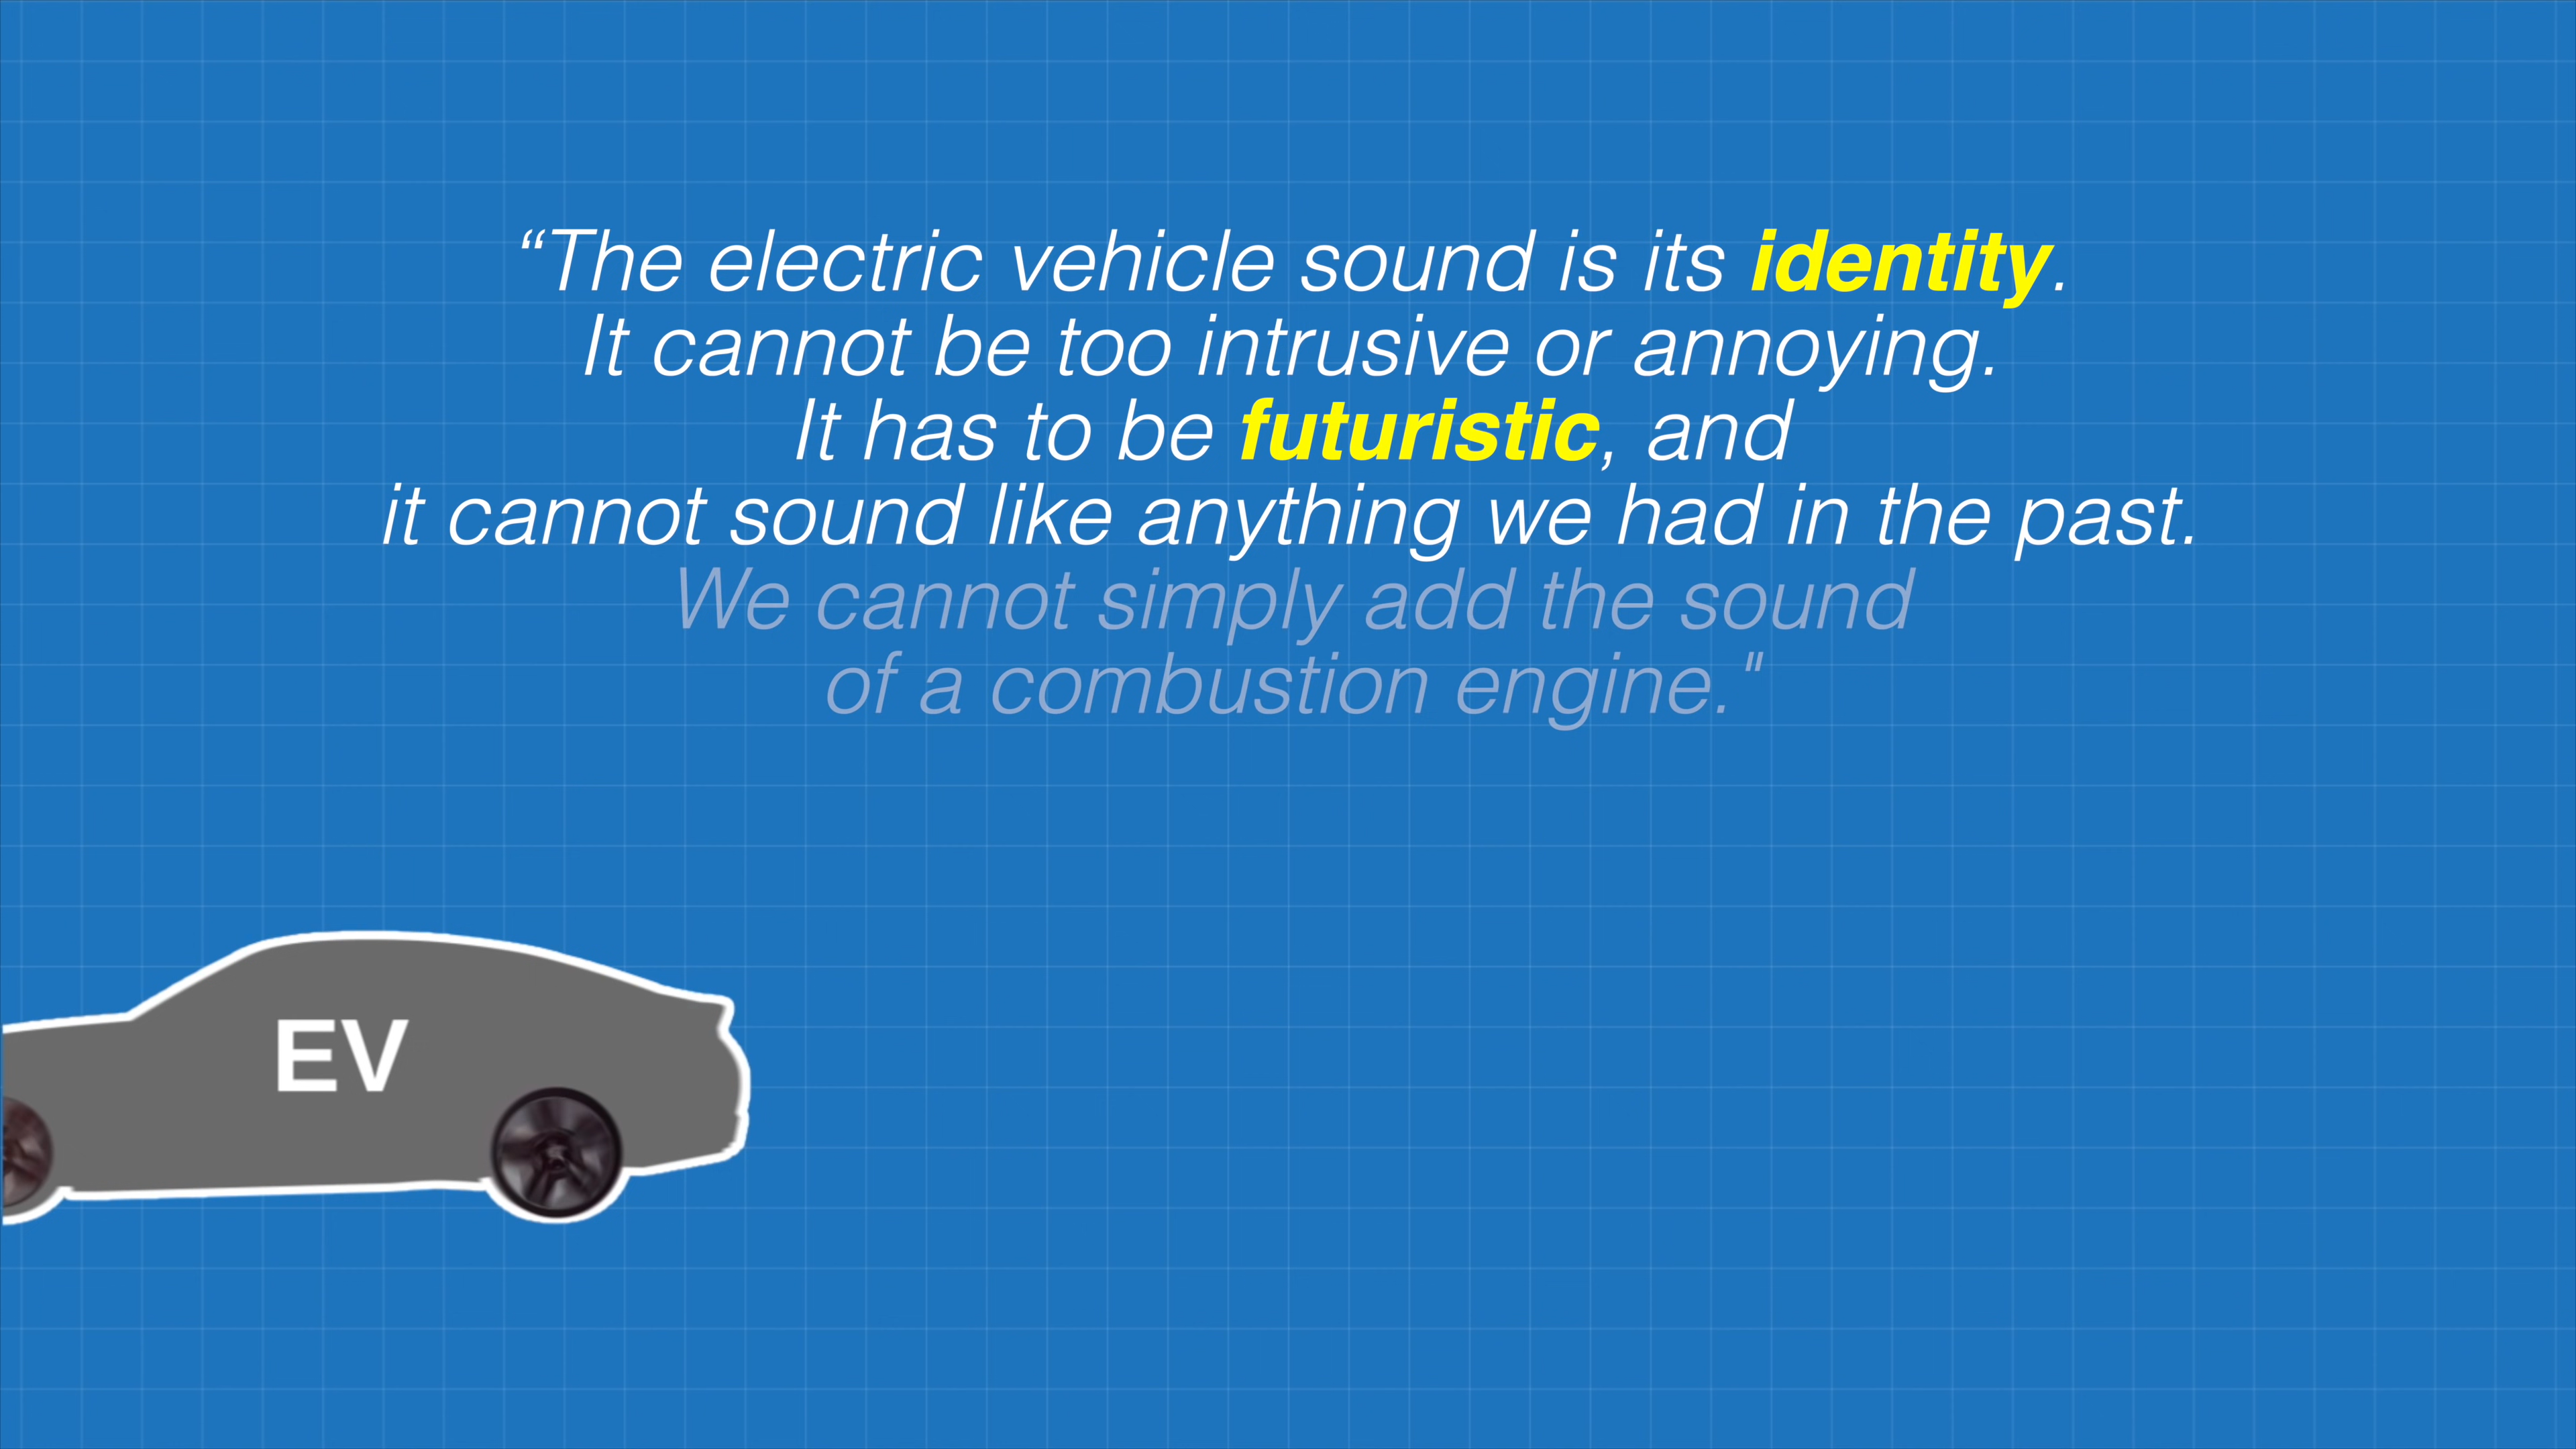 “The electric vehicle sound is its identity.
It cannot be too intrusive or annoying.
It has to be futuristic, and
it cannot sound like anything we had in the past.
We cannot simply add the sound
of a combustion engine."
EV